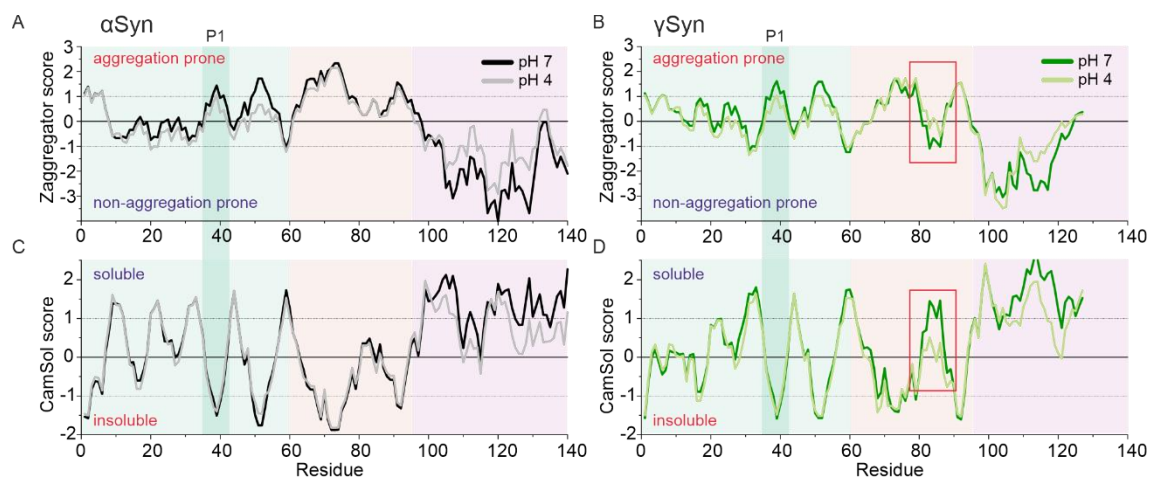 A αSyn
P1
Zaggregator score
3
2
1
0
-1
-2
-3
aggregation prone
non-aggregation prone
pH 7
pH 4
0 20 40 60 80 100 120 140
B γSyn
P1
Zaggregator score
3
2
1
0
-1
-2
-3
aggregation prone
non-aggregation prone
pH 7
pH 4
0 20 40 60 80 100 120 140
C
CamSol score
2
1
0
-1
-2
soluble
insoluble
0 20 40 60 80 100 120 140
Residue
D
CamSol score
2
1
0
-1
-2
soluble
insoluble
0 20 40 60 80 100 120 140
Residue